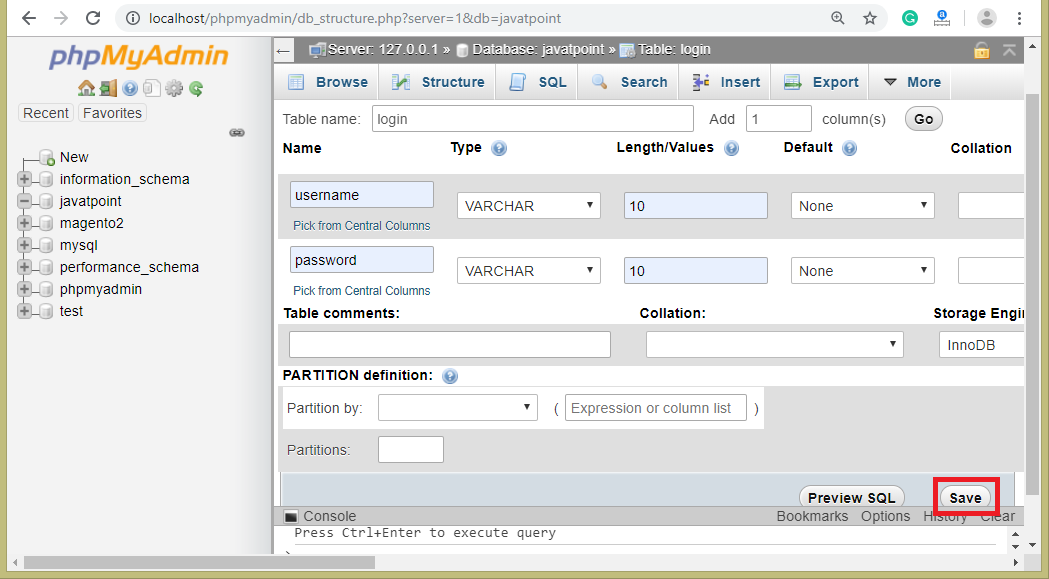 localhost/phpmyadmin/db_structure.php?server=1&db=javatpoint
phpMyAdmin
Recent Favorites
New
information_schema
javatpoint
magento2
mysql
performance_schema
phpmyadmin
test
Server: 127.0.0.1 » Database: javatpoint » Table: login
Browse Structure SQL Search Insert Export More
Table name: login Add 1 column(s) Go
Name Type Length/Values Default Collation
username VARCHAR 10 None
Pick from Central Columns
password VARCHAR 10 None
Pick from Central Columns
Table comments: Collation: Storage Engin
InnoDB
PARTITION definition:
Partition by: ( Expression or column list )
Partitions:
Preview SQL Save
Console Bookmarks Options History Clear
Press Ctrl+Enter to execute query
>